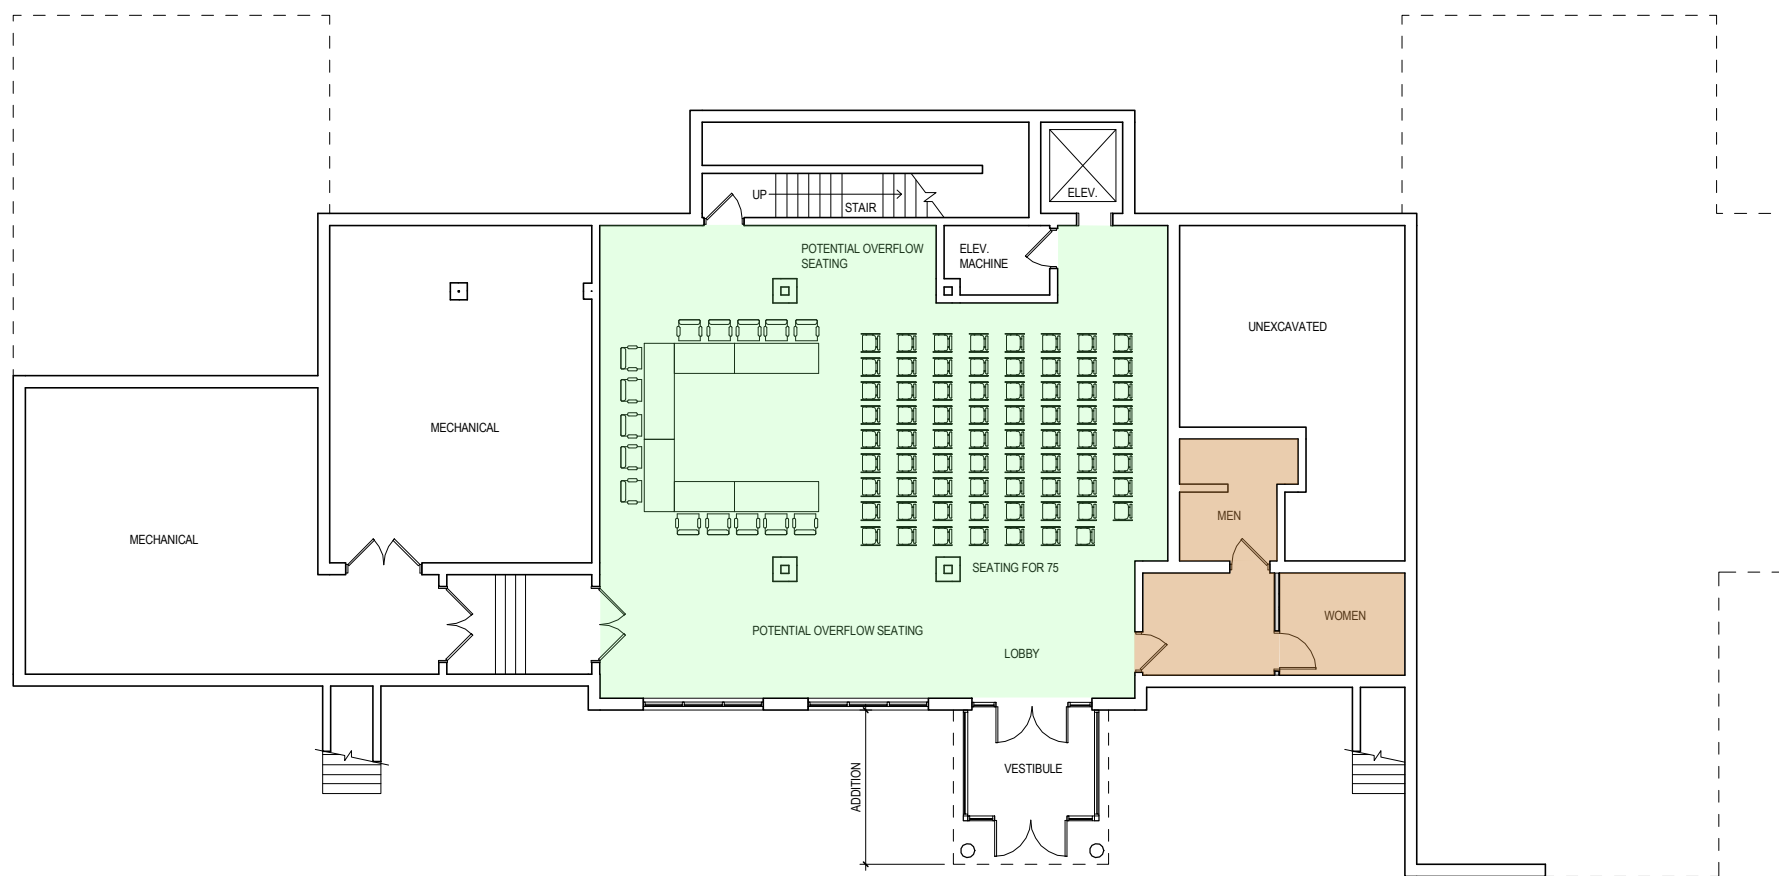 UP
STAIR
ELEV.
POTENTIAL OVERFLOW
SEATING
ELEV.
MACHINE
UNEXCAVATED
MECHANICAL
MECHANICAL
MEN
SEATING FOR 75
WOMEN
POTENTIAL OVERFLOW SEATING
LOBBY
VESTIBULE
ADDITION